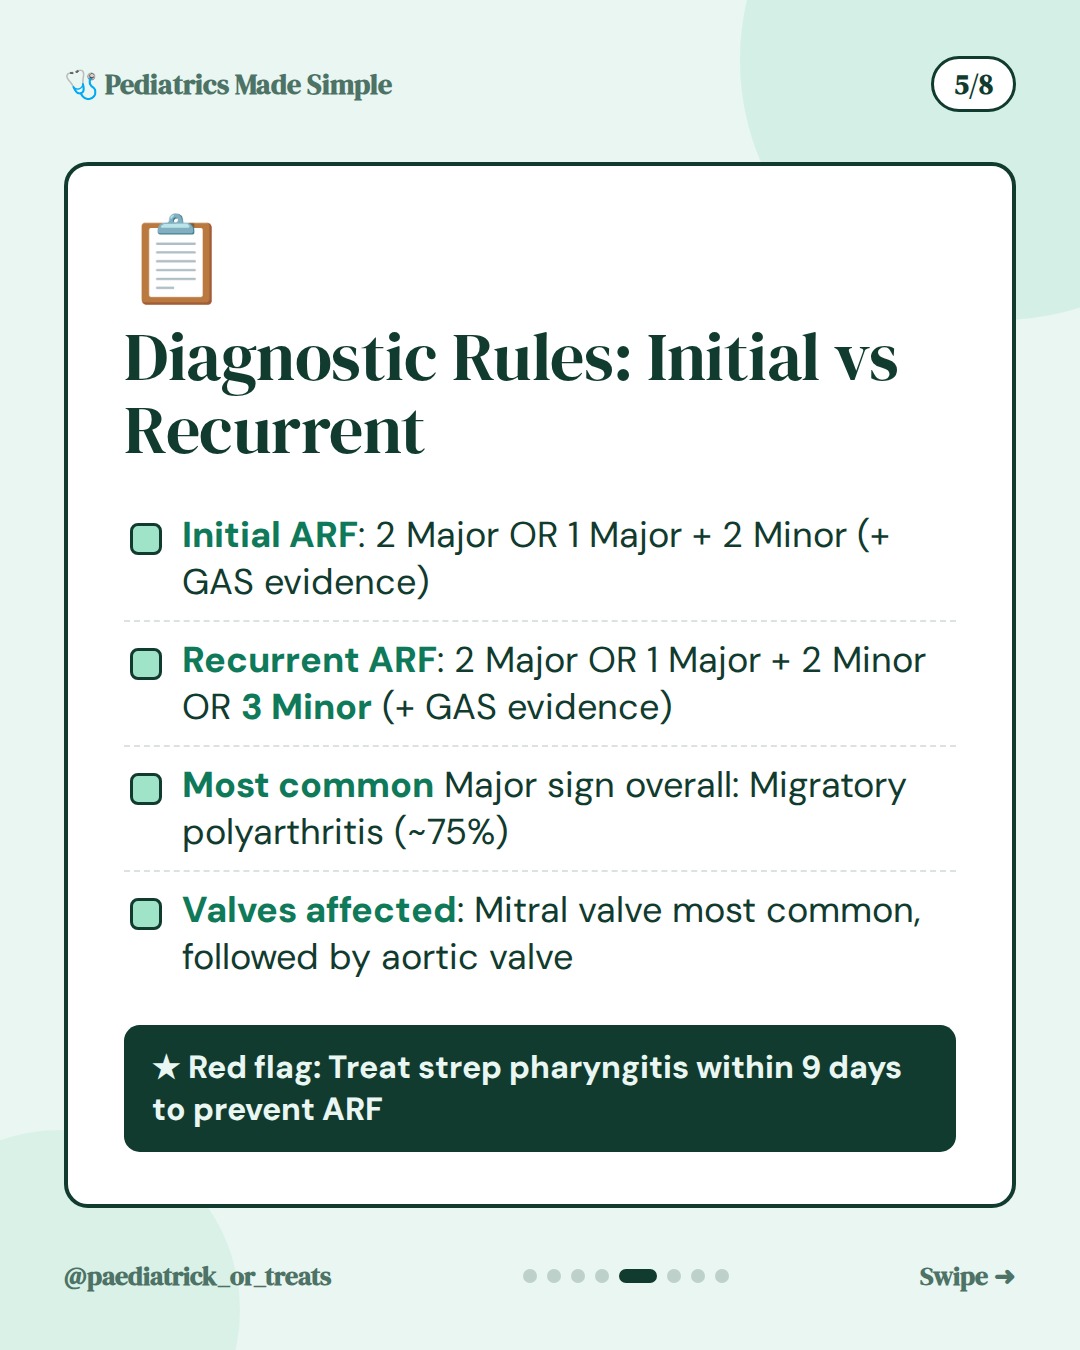 Pediatrics Made Simple
5/8
Diagnostic Rules: Initial vs
Recurrent
Initial ARF: 2 Major OR 1 Major + 2 Minor (+
GAS evidence)
Recurrent ARF: 2 Major OR 1 Major + 2 Minor
OR 3 Minor (+ GAS evidence)
Most common Major sign overall: Migratory
polyarthritis (~75%)
Valves affected: Mitral valve most common,
followed by aortic valve
★ Red flag: Treat strep pharyngitis within 9 days
to prevent ARF
@paediatrick_or_treats
Swipe ➜